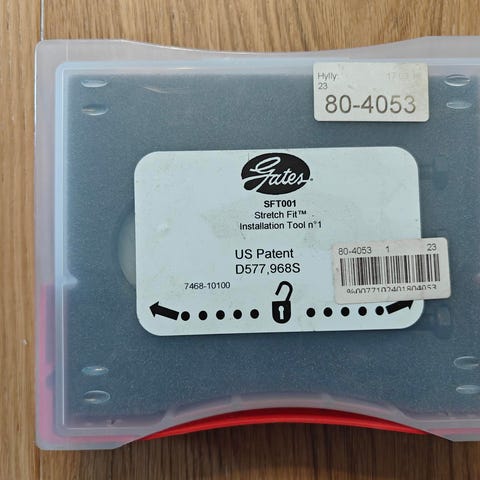 Hylly:
23
80-4053
Gates
SFT001
Stretch Fit™
Installation Tool n°1
US Patent
D577,968S
7468-10100
80-4053 1 23
%0077102401804053